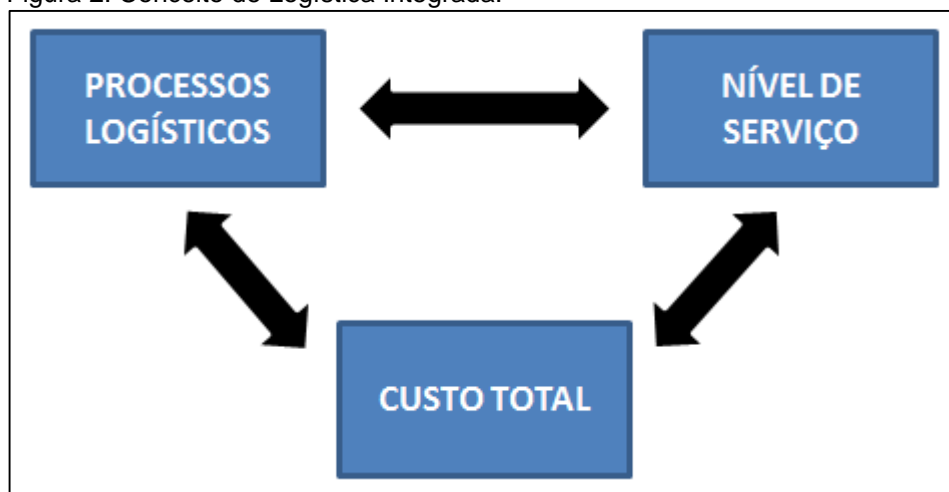 Figura 2. Conceito de Logística Integrada.
PROCESSOS
LOGÍSTICOS
NÍVEL DE
SERVIÇO
CUSTO TOTAL